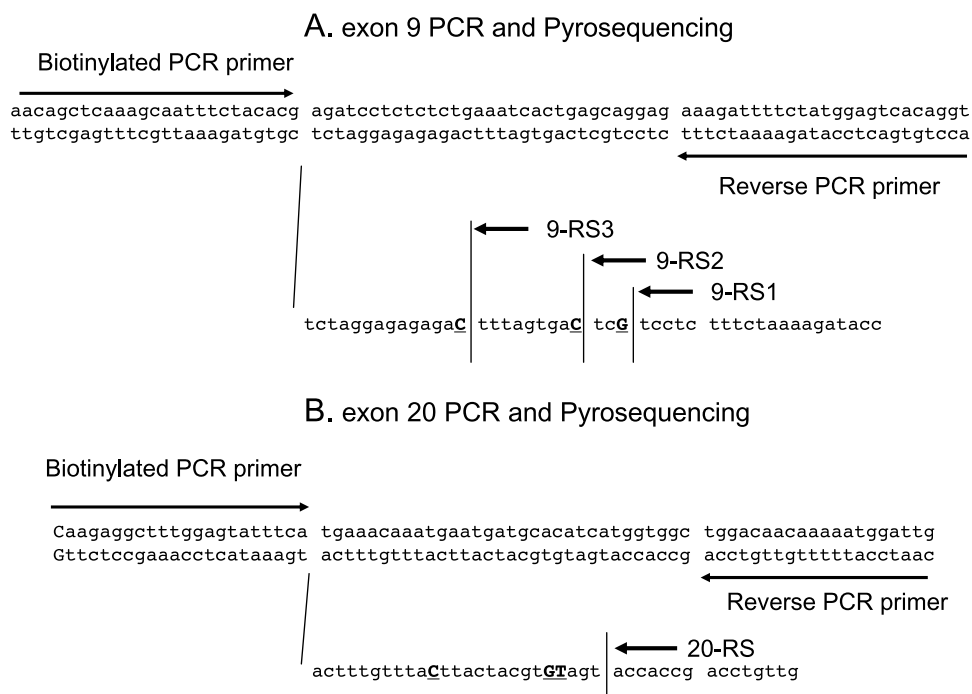 A. exon 9 PCR and Pyrosequencing
Biotinylated PCR primer
aacagctcaaagcaatttctacacg agatcctctctctgaaatcactgagcaggag aaagattttctatggagtcacaggt
ttgtcgagtttcgttaaagatgtgc tctaggagagagactttagtgactcgtcctc tttctaaaagatacctcagtgtcca
Reverse PCR primer
9-RS3
9-RS2
9-RS1
tctaggagagagaC tttagtgaC tcG tcctc tttctaaaagatacc
B. exon 20 PCR and Pyrosequencing
Biotinylated PCR primer
Caagaggctttggagtatttca tgaaacaaatgaatgatgcacatcatggtggc tggacaacaaaaatggattg
Gttctccgaaacctcataaagt actttgtttacttactacgtgtagtaccaccg acctgttgtttttacctaac
Reverse PCR primer
20-RS
actttgtttaCttactacgtGTagt accaccg acctgttg